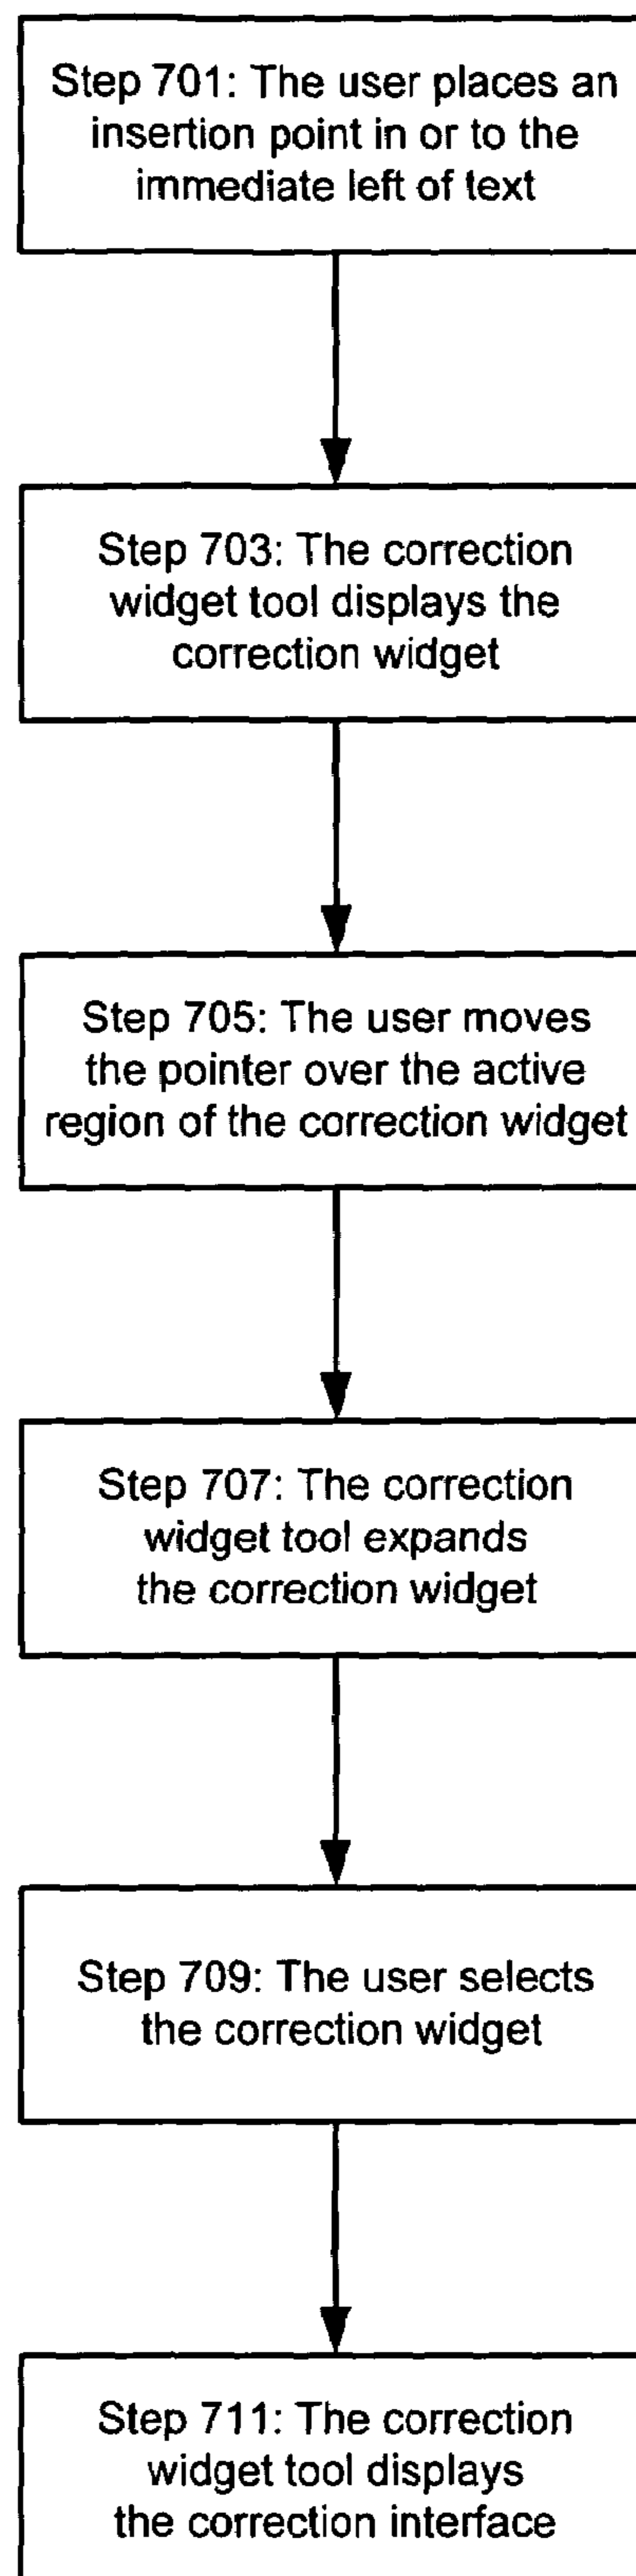 Step 701: The user places an
insertion point in or to the
immediate left of text
Step 703: The correction
widget tool displays the
correction widget
Step 705: The user moves
the pointer over the active
region of the correction widget
Step 707: The correction
widget tool expands
the correction widget
Step 709: The user selects
the correction widget
Step 711: The correction
widget tool displays
the correction interface